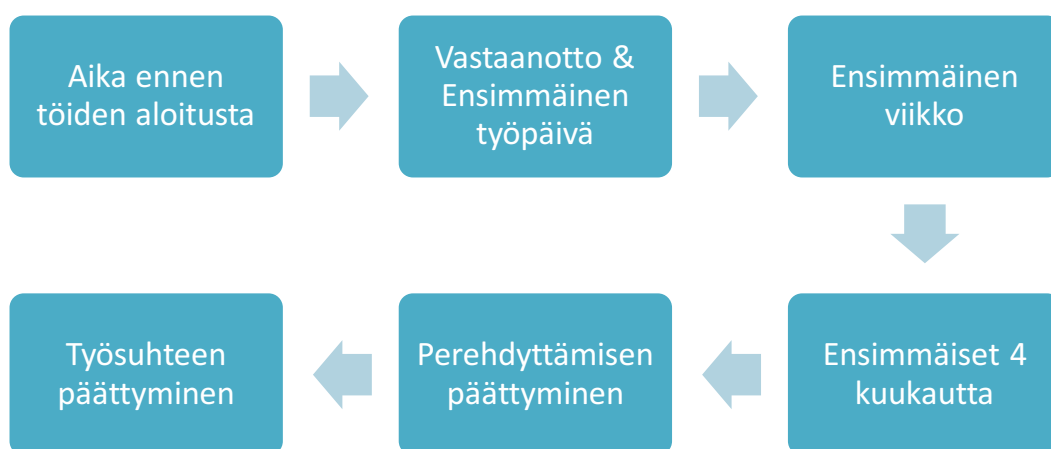 Aika ennen
töiden aloitusta
Vastaanotto &
Ensimmäinen
työpäivä
Ensimmäinen
viikko
Ensimmäiset 4
kuukautta
Perehdyttämisen
päättyminen
Työsuhteen
päättyminen